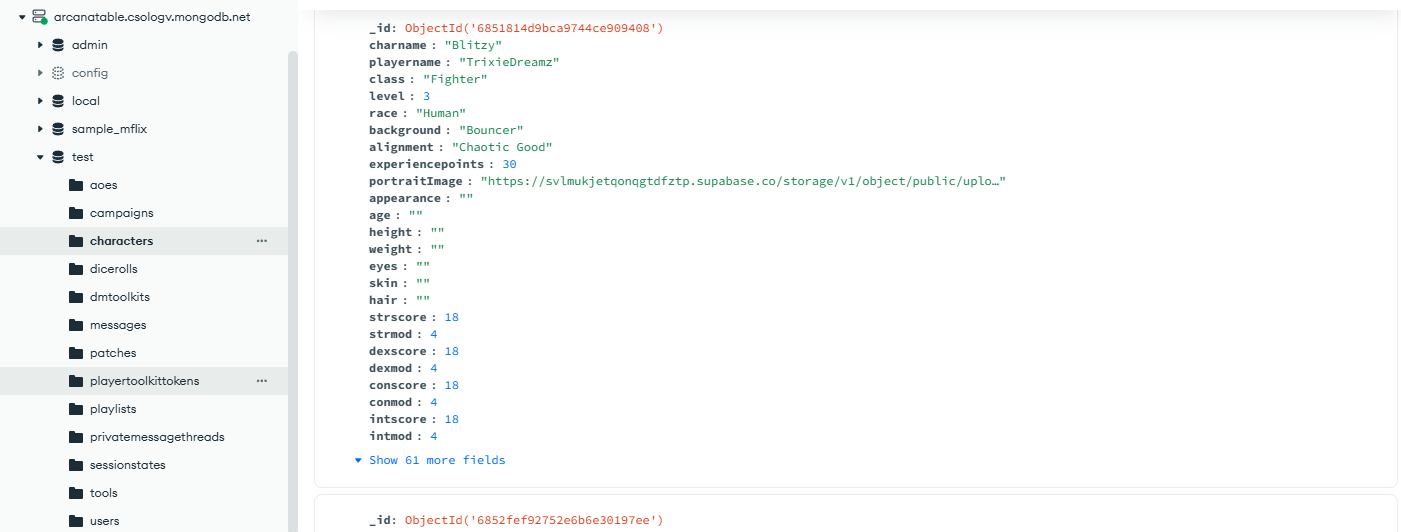 arcanatable.csologv.mongodb.net
admin
config
local
sample_mflix
test
aoes
campaigns
characters
dicerolls
dmtoolkits
messages
patches
playertoolkittokens
playlists
privatemessagethreads
sessionstates
tools
users
_id: ObjectId('6851814d9bca9744ce909408')
charname : "Blitzy"
playername : "TrixieDreamz"
class : "Fighter"
level : 3
race : "Human"
background : "Bouncer"
alignment : "Chaotic Good"
experiencepoints : 30
portraitImage : "https://svlmukjetqonqgtdfztp.supabase.co/storage/v1/object/public/uplo…"
appearance : ""
age : ""
height : ""
weight : ""
eyes : ""
skin : ""
hair : ""
strscore : 18
strmod : 4
dexscore : 18
dexmod : 4
conscore : 18
conmod : 4
intscore : 18
intmod : 4
Show 61 more fields
_id: ObjectId('6852fef92752e6b6e30197ee')